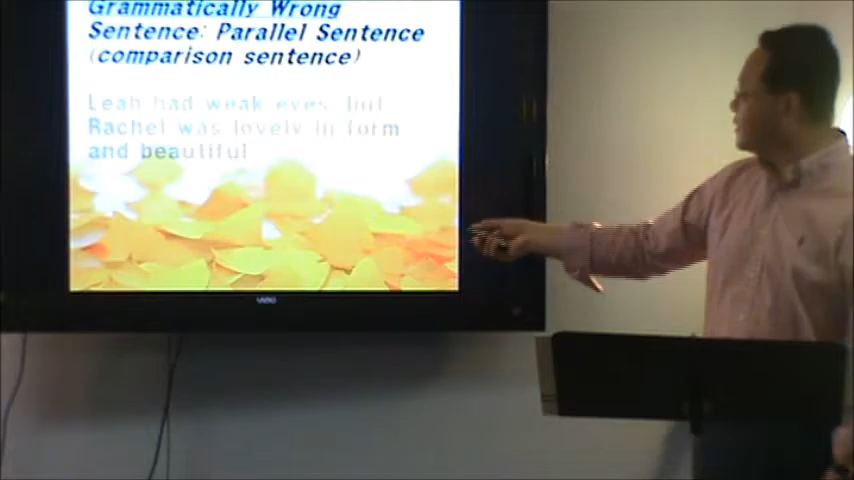 Grammatically Wrong
Sentence: Parallel Sentence
(comparison sentence)
Leah had weak eyes, but
Rachel was lovely in form
and beautiful
VIZIO